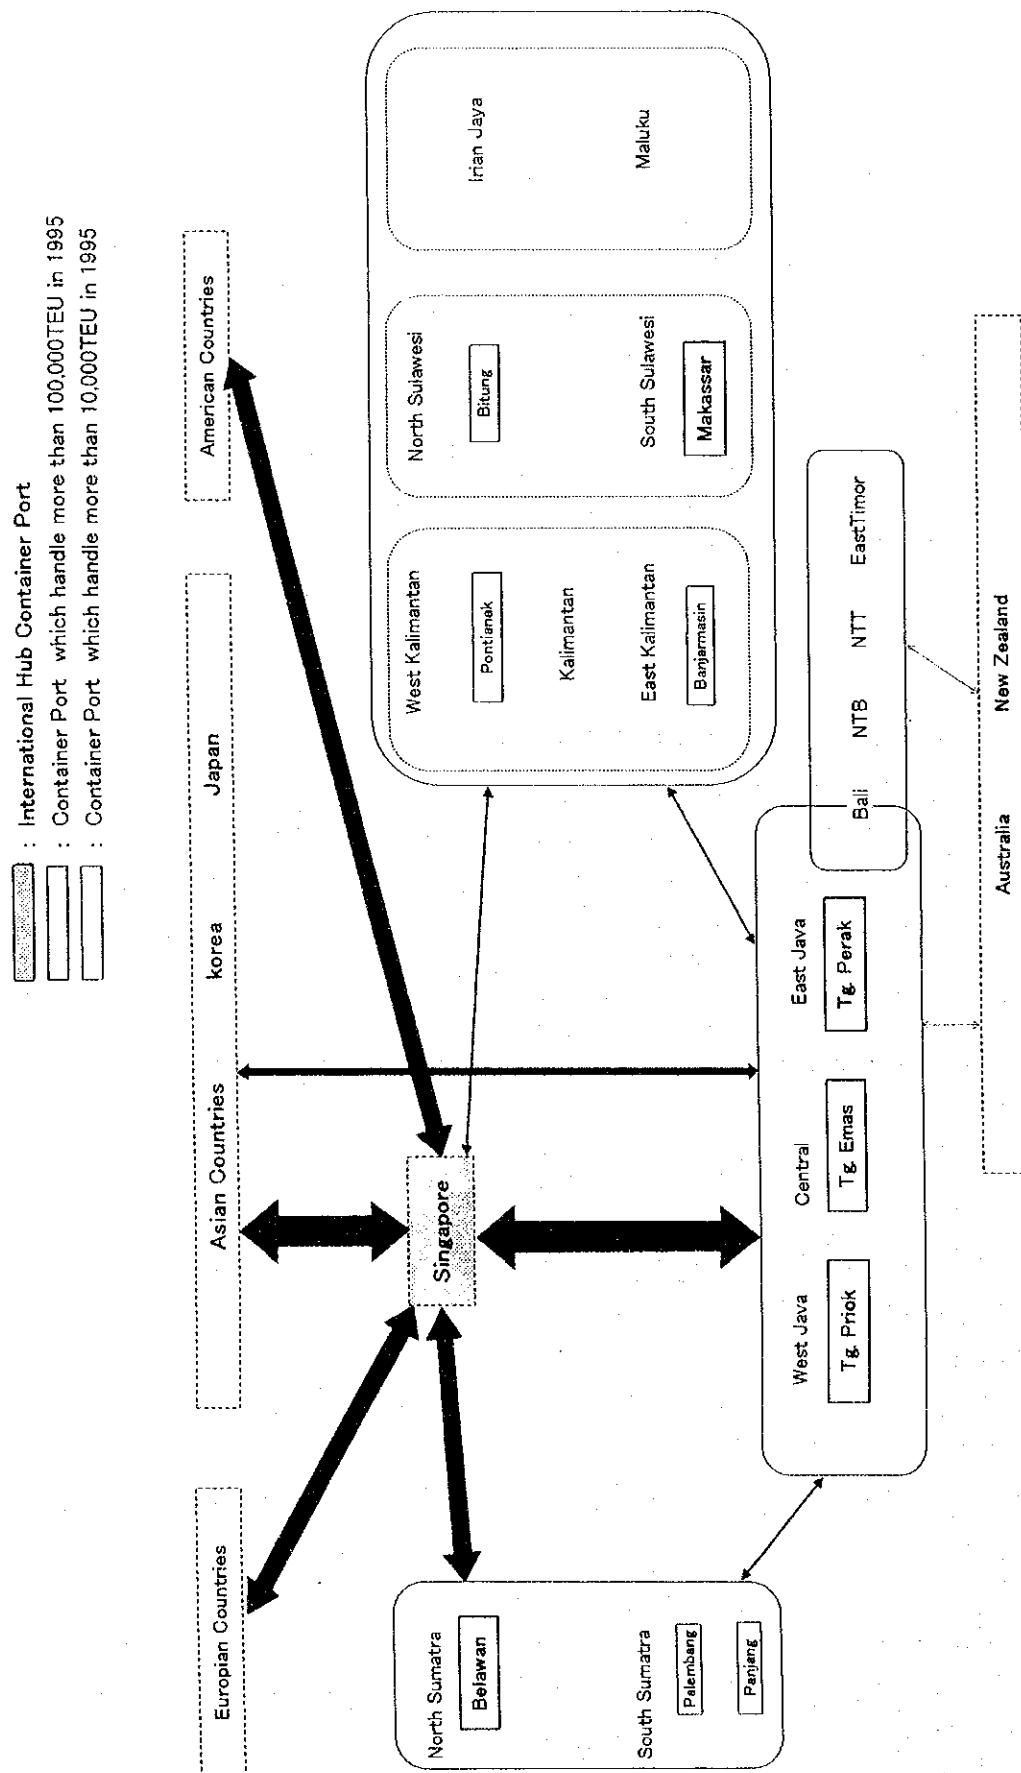 : International Hub Container Port
: Container Port which handle more than 100,000TEU in 1995
: Container Port which handle more than 10,000TEU in 1995
Europian Countries
Asian Countries korea Japan
American Countries
Singapore
North Sumatra
Belawan
South Sumatra
Palembang
Panjang
West Kalimantan
Pontianak
Kalimantan
East Kalimantan
Banjarmasin
North Sulawesi
Bitung
South Sulawesi
Makassar
Irian Jaya
Maluku
West Java
Tg. Priok
Central
Tg. Emas
East Java
Tg. Perak
Bali NTB NTT EastTimor
Australia New Zealand